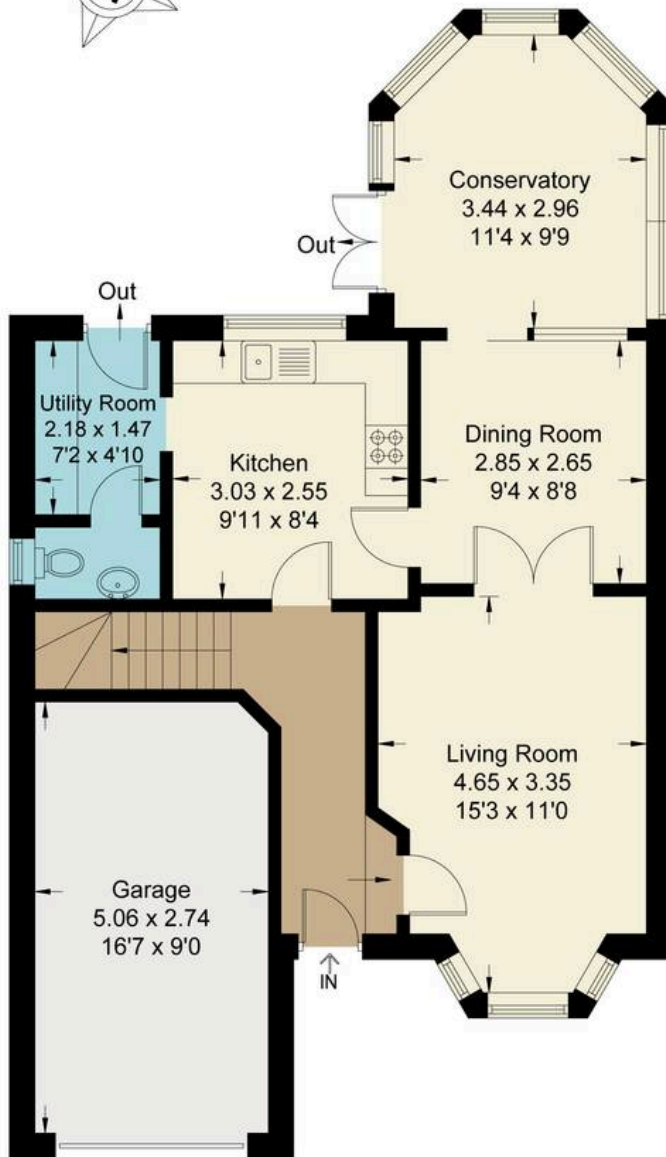 Conservatory
3.44 x 2.96
11'4 x 9'9
Out
Out
Utility Room
2.18 x 1.47
7'2 x 4'10
Kitchen
3.03 x 2.55
9'11 x 8'4
Dining Room
2.85 x 2.65
9'4 x 8'8
Living Room
4.65 x 3.35
15'3 x 11'0
Garage
5.06 x 2.74
16'7 x 9'0
IN